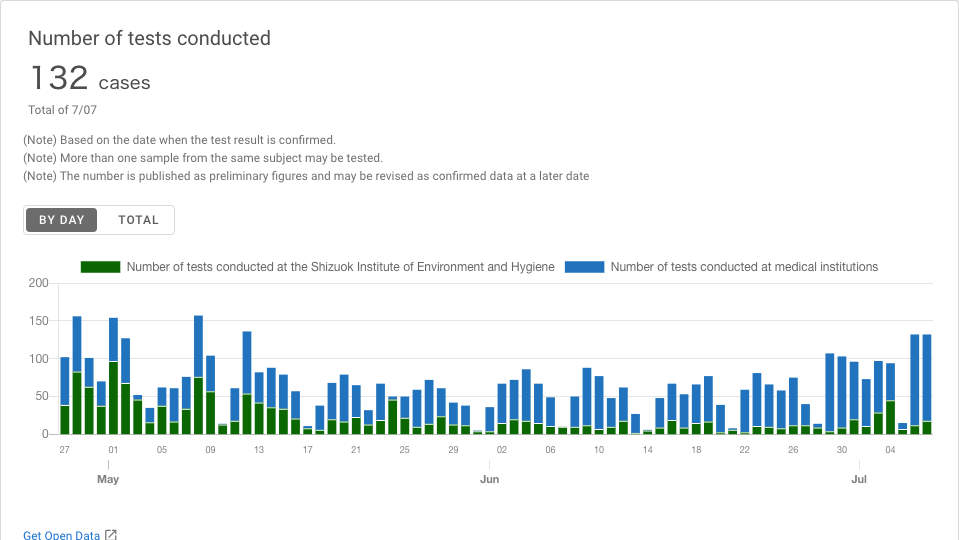 Number of tests conducted
132 cases
Total of 7/07
(Note) Based on the date when the test result is confirmed.
(Note) More than one sample from the same subject may be tested.
(Note) The number is published as preliminary figures and may be revised as confirmed data at a later date
BY DAY TOTAL
Number of tests conducted at the Shizuok Institute of Environment and Hygiene Number of tests conducted at medical institutions
200
150
100
50
0
27 01 05 09 13 17 21 25 29 02 06 10 14 18 22 26 30 04
May Jun Jul
Get Open Data